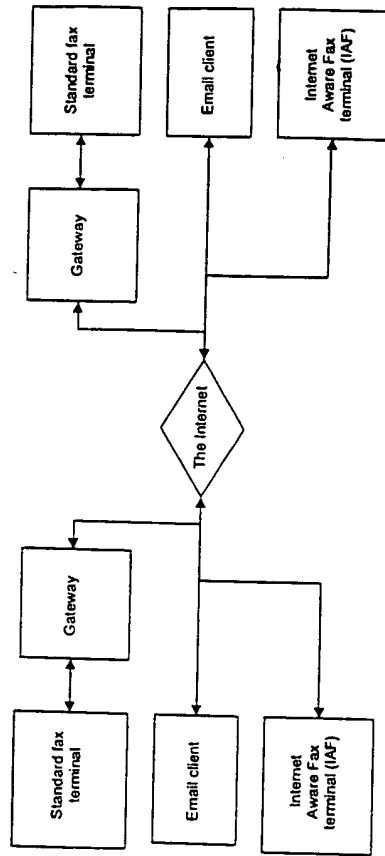 Standard fax
terminal
Gateway
Email client
Internet
Aware Fax
terminal (IAF)
The Internet
Gateway
Standard fax
terminal
Email client
Internet
Aware Fax
terminal (IAF)